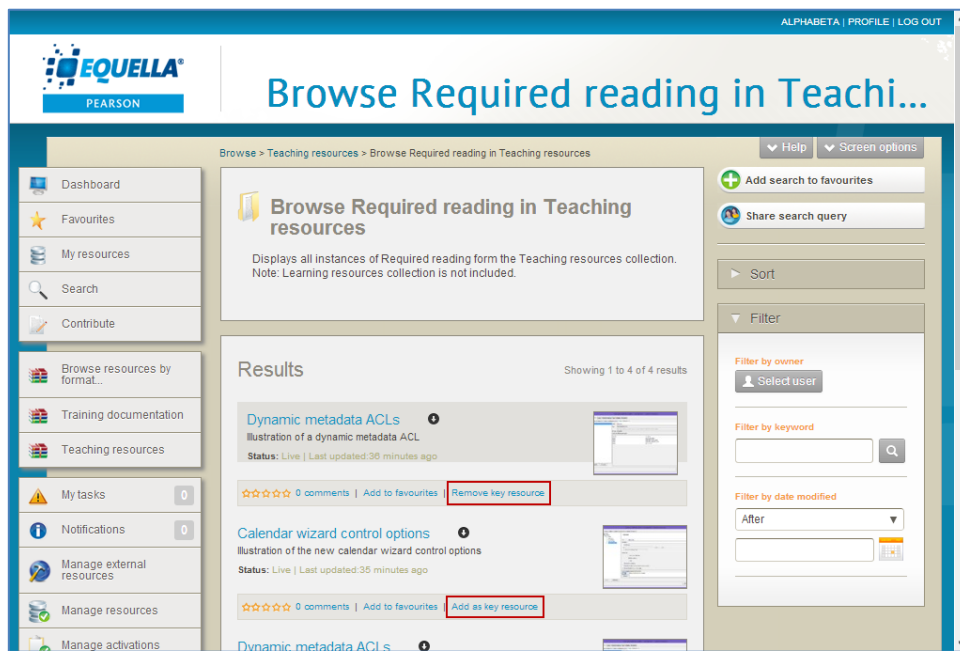 ALPHABETA | PROFILE | LOG OUT
EQUELLA®
PEARSON
Browse Required reading in Teachi...
Browse > Teaching resources > Browse Required reading in Teaching resources
Help
Screen options
Dashboard
Favourites
My resources
Search
Contribute
Browse resources by
format...
Training documentation
Teaching resources
My tasks 0
Notifications 0
Manage external
resources
Manage resources
Manage activations
Browse Required reading in Teaching
resources
Displays all instances of Required reading form the Teaching resources collection.
Note: Learning resources collection is not included.
Results
Showing 1 to 4 of 4 results
Dynamic metadata ACLs
Illustration of a dynamic metadata ACL
Status: Live | Last updated:36 minutes ago
0 comments | Add to favourites | Remove key resource
Calendar wizard control options
Illustration of the new calendar wizard control options
Status: Live | Last updated:35 minutes ago
0 comments | Add to favourites | Add as key resource
Dynamic metadata ACLs
Add search to favourites
Share search query
Sort
Filter
Filter by owner
Select user
Filter by keyword
Filter by date modified
After